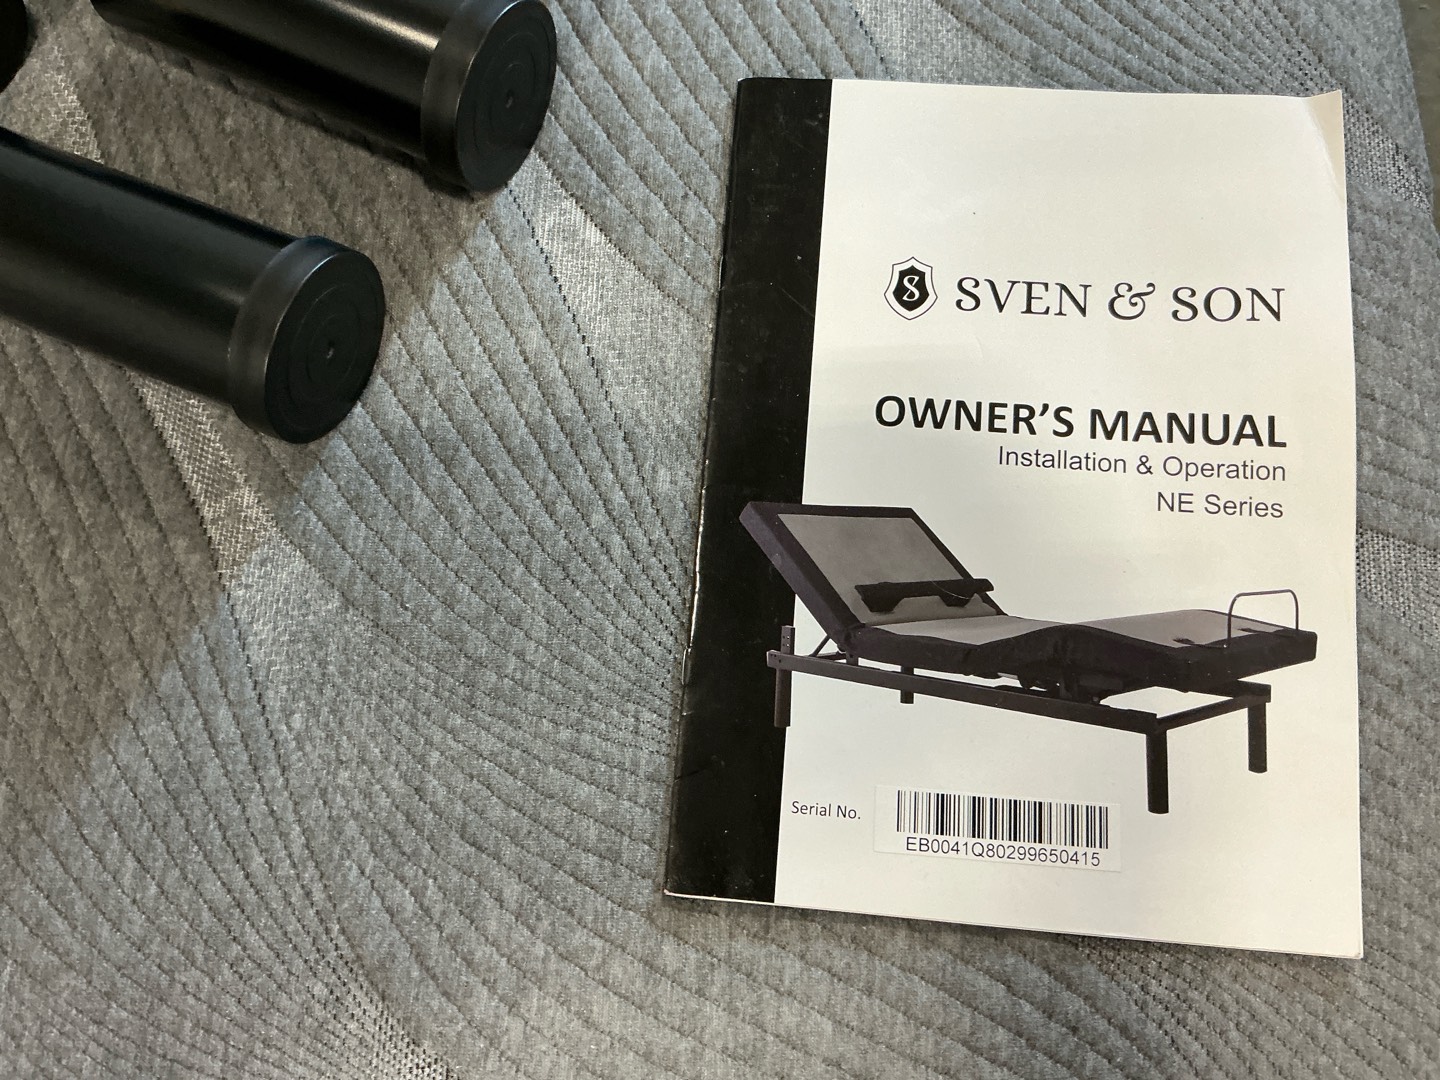 S SVEN & SON
OWNER'S MANUAL
Installation & Operation
NE Series
Serial No.
EB0041Q80299650415